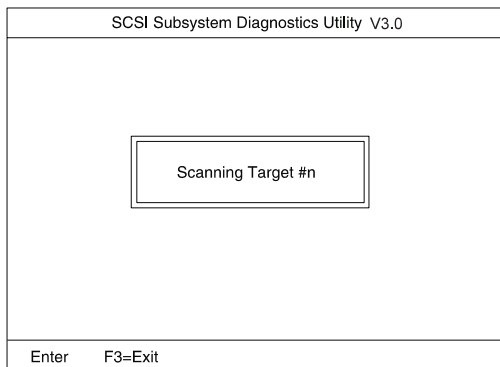 SCSI Subsystem Diagnostics Utility V3.0
Scanning Target #n
Enter F3=Exit